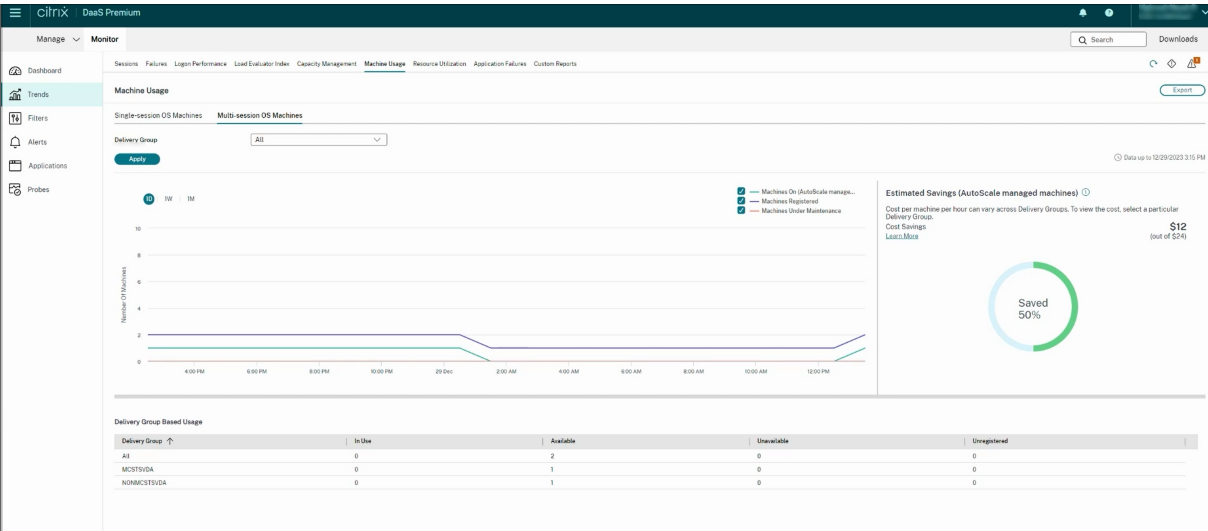 citrix DaaS Premium
Manage Monitor Search Downloads
Dashboard
Trends
Filters
Alerts
Applications
Probes
Sessions Failures Logon Performance Load Evaluator Index Capacity Management Machine Usage Resource Utilization Application Failures Custom Reports
Machine Usage Export
Single-session OS Machines Multi-session OS Machines
Delivery Group All
Apply Data up to 12/29/2023 3:15 PM
1D 1W 1M
Machines On (AutoScale manage...
Machines Registered
Machines Under Maintenance
Number Of Machines
10
8
6
4
2
0
4:00 PM 6:00 PM 8:00 PM 10:00 PM 29 Dec 2:00 AM 4:00 AM 6:00 AM 8:00 AM 10:00 AM 12:00 PM
Estimated Savings (AutoScale managed machines)
Cost per machine per hour can vary across Delivery Groups. To view the cost, select a particular
Delivery Group.
Cost Savings $12
Learn More (out of $24)
Saved
50%
Delivery Group Based Usage
Delivery Group In Use Available Unavailable Unregistered
All 0 2 0 0
MCSTSVDA 0 1 0 0
NONMCSTSVDA 0 1 0 0